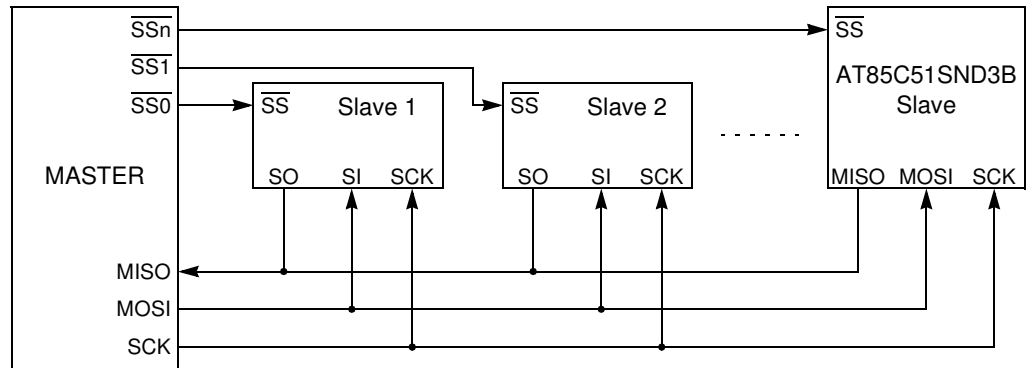 SSn
SS
SS1
AT85C51SND3B
Slave
SS0
SS
Slave 1
SS
Slave 2
MASTER
SO SI SCK
SO SI SCK
MISO MOSI SCK
MISO
MOSI
SCK